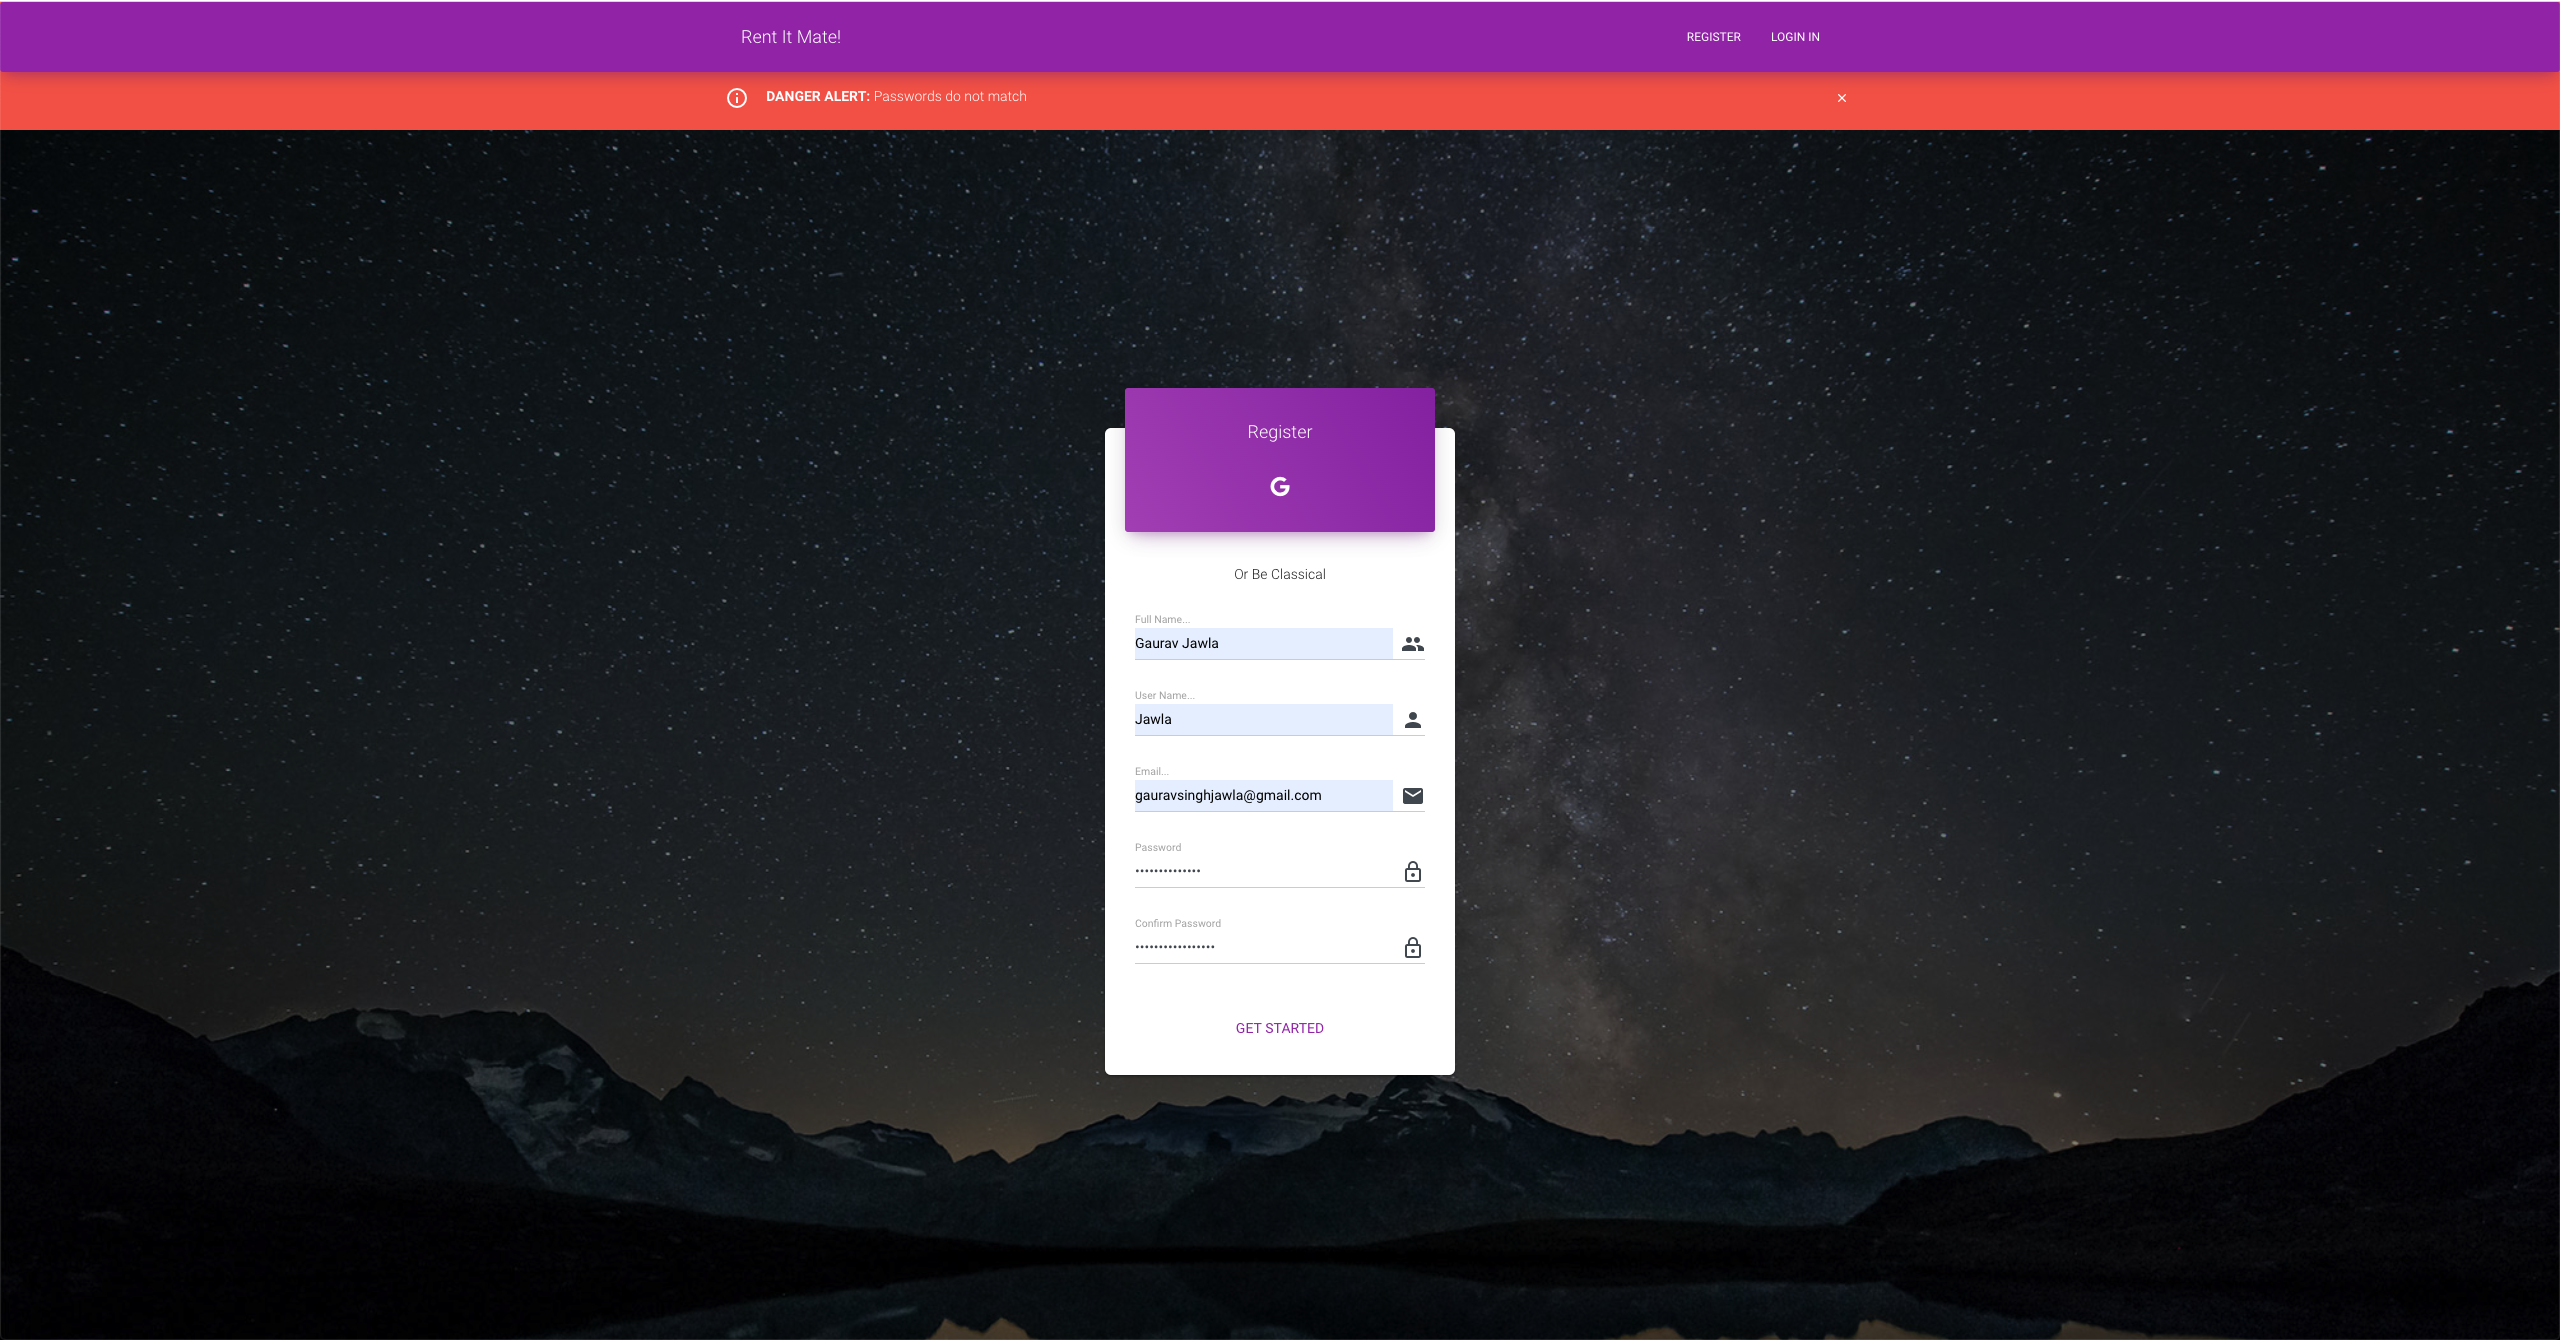 Rent It Mate!
REGISTER
LOGIN IN
DANGER ALERT: Passwords do not match
Register
G
Or Be Classical
Full Name...
Gaurav Jawla
User Name...
Jawla
Email...
gauravsinghjawla@gmail.com
Password
••••••••••••••
Confirm Password
•••••••••••••••••
GET STARTED